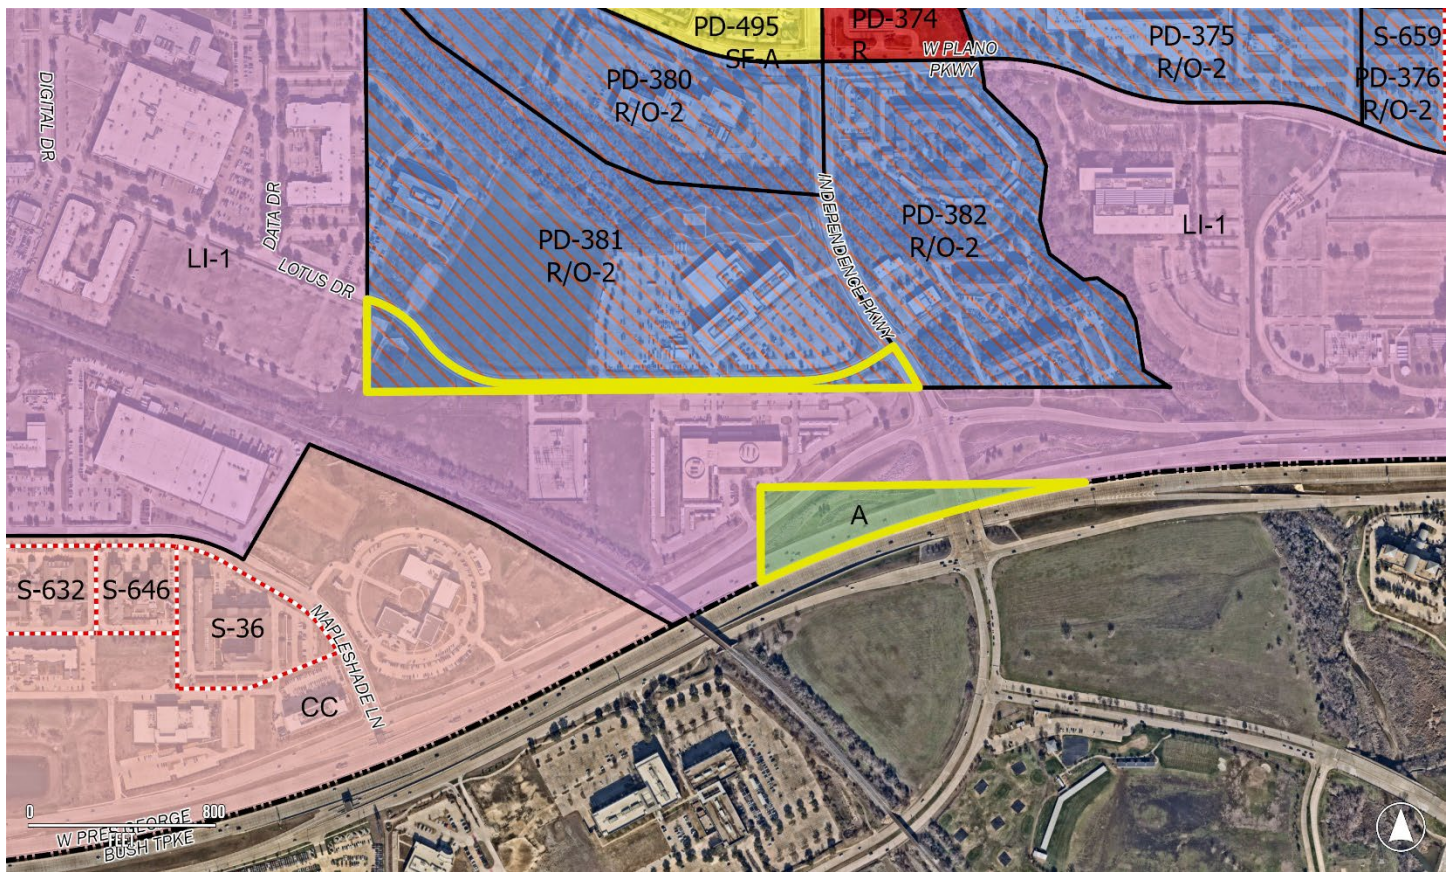 PD-495
SF-A
PD-374
R
W PLANO
PKWY
PD-375
R/O-2
S-659
PD-376
R/O-2
PD-380
R/O-2
DIGITAL DR
DATA DR
LI-1
LOTUS DR
PD-381
R/O-2
INDEPENDENCE PKWY
PD-382
R/O-2
LI-1
A
S-632
S-646
S-36
MAPLESHADE LN
CC
0
800
FEET
W PRES GEORGE
BUSH TPKE